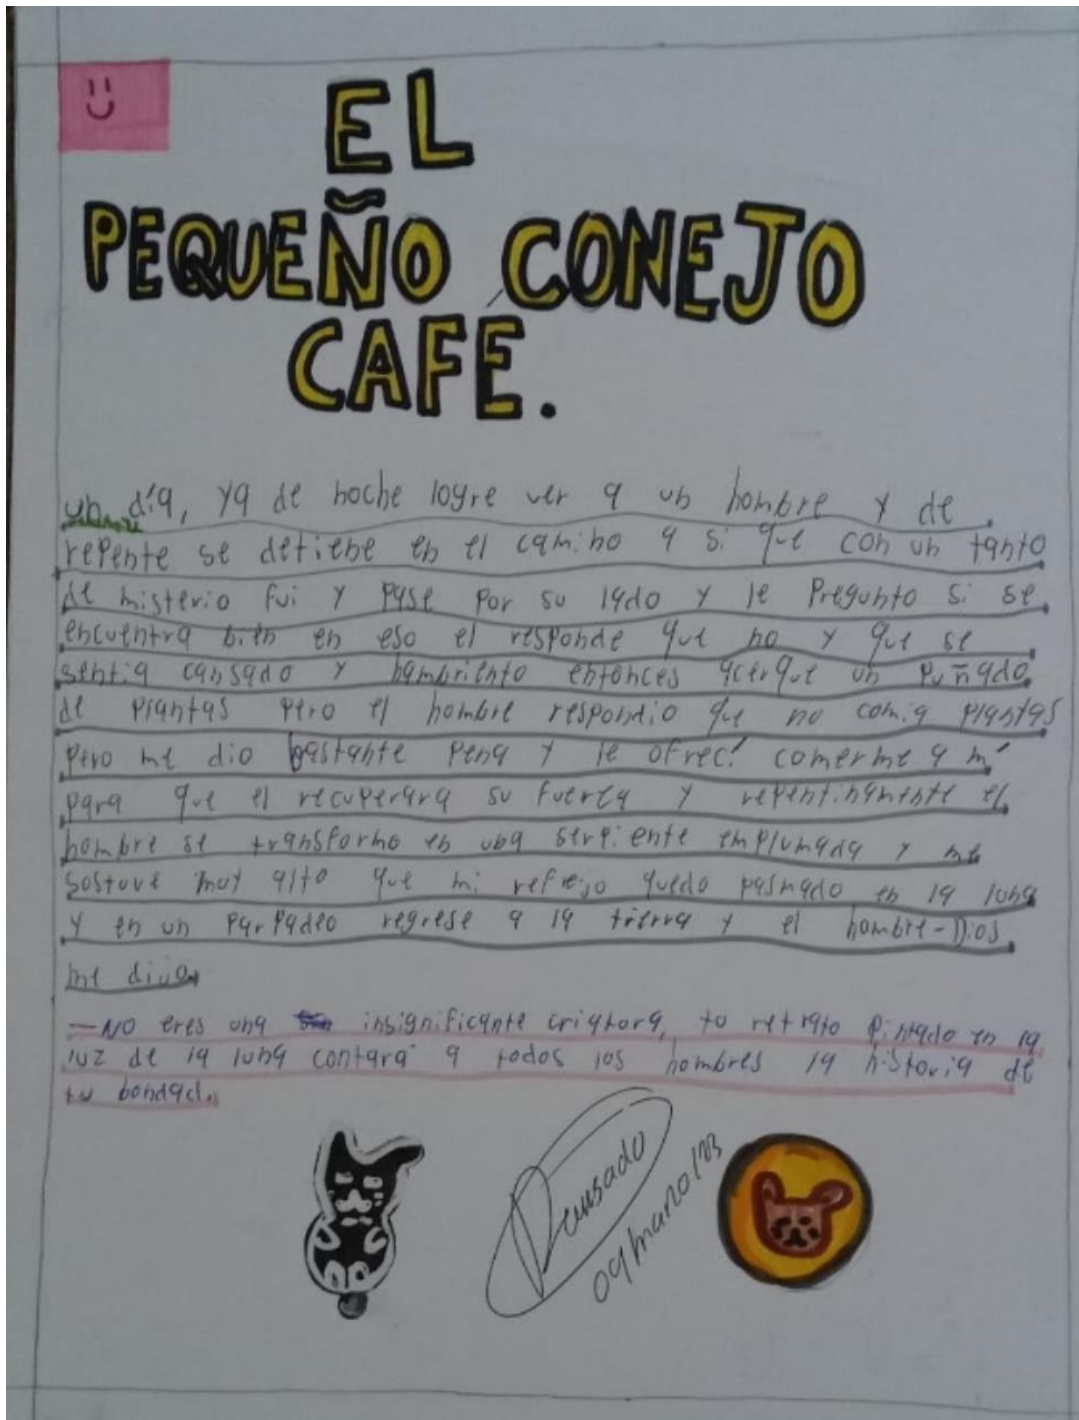 EL
PEQUEÑO CONEJO
CAFÉ.
un día, ya de noche logre ver a un hombre y de
repente se detiene en el camino a si que con un tanto
de misterio fui y pase por su lado y le Pregunto si se
encuentra bien en eso el responde que no y que se
sentia cansado y hambriento entonces acerque un Puñado
de plantas pero el hombre respondio que no comia plantas
Pero me dio bastante pena y le ofreci comerme a mí
para que el recuperara su fuerza y repentinamente el
hombre se transformo en una serpiente emplumada y me
sostuve muy alto que mi reflejo quedo pasmado en la luna
y en un parpadeo regrese a la tierra y el hombre-Dios
me
—No eres una insignificante criatora, tu retrato Pintado en la
luz de la luna contará a todos los hombres la historia de
tu bondad.
Revisado
09/marzo/23